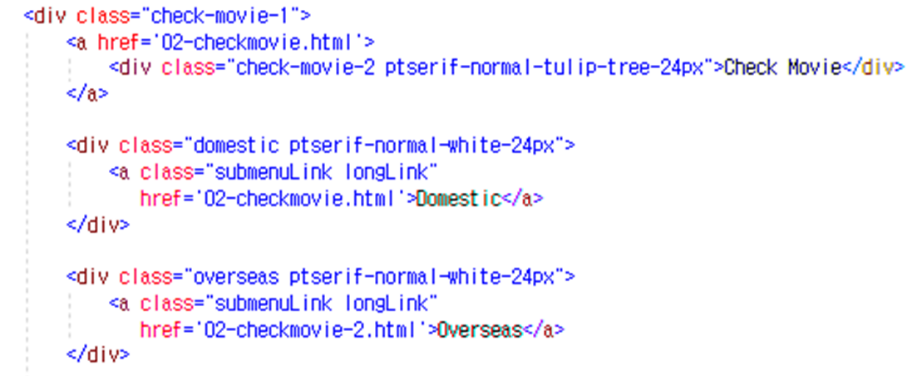 <div class="check-movie-1">
<a href='02-checkmovie.html'>
<div class="check-movie-2 ptserif-normal-tulip-tree-24px">Check Movie</div>
</a>
<div class="domestic ptserif-normal-white-24px">
<a class="submenuLink longLink"
href='02-checkmovie.html'>Domestic</a>
</div>
<div class="overseas ptserif-normal-white-24px">
<a class="submenuLink longLink"
href='02-checkmovie-2.html'>Overseas</a>
</div>